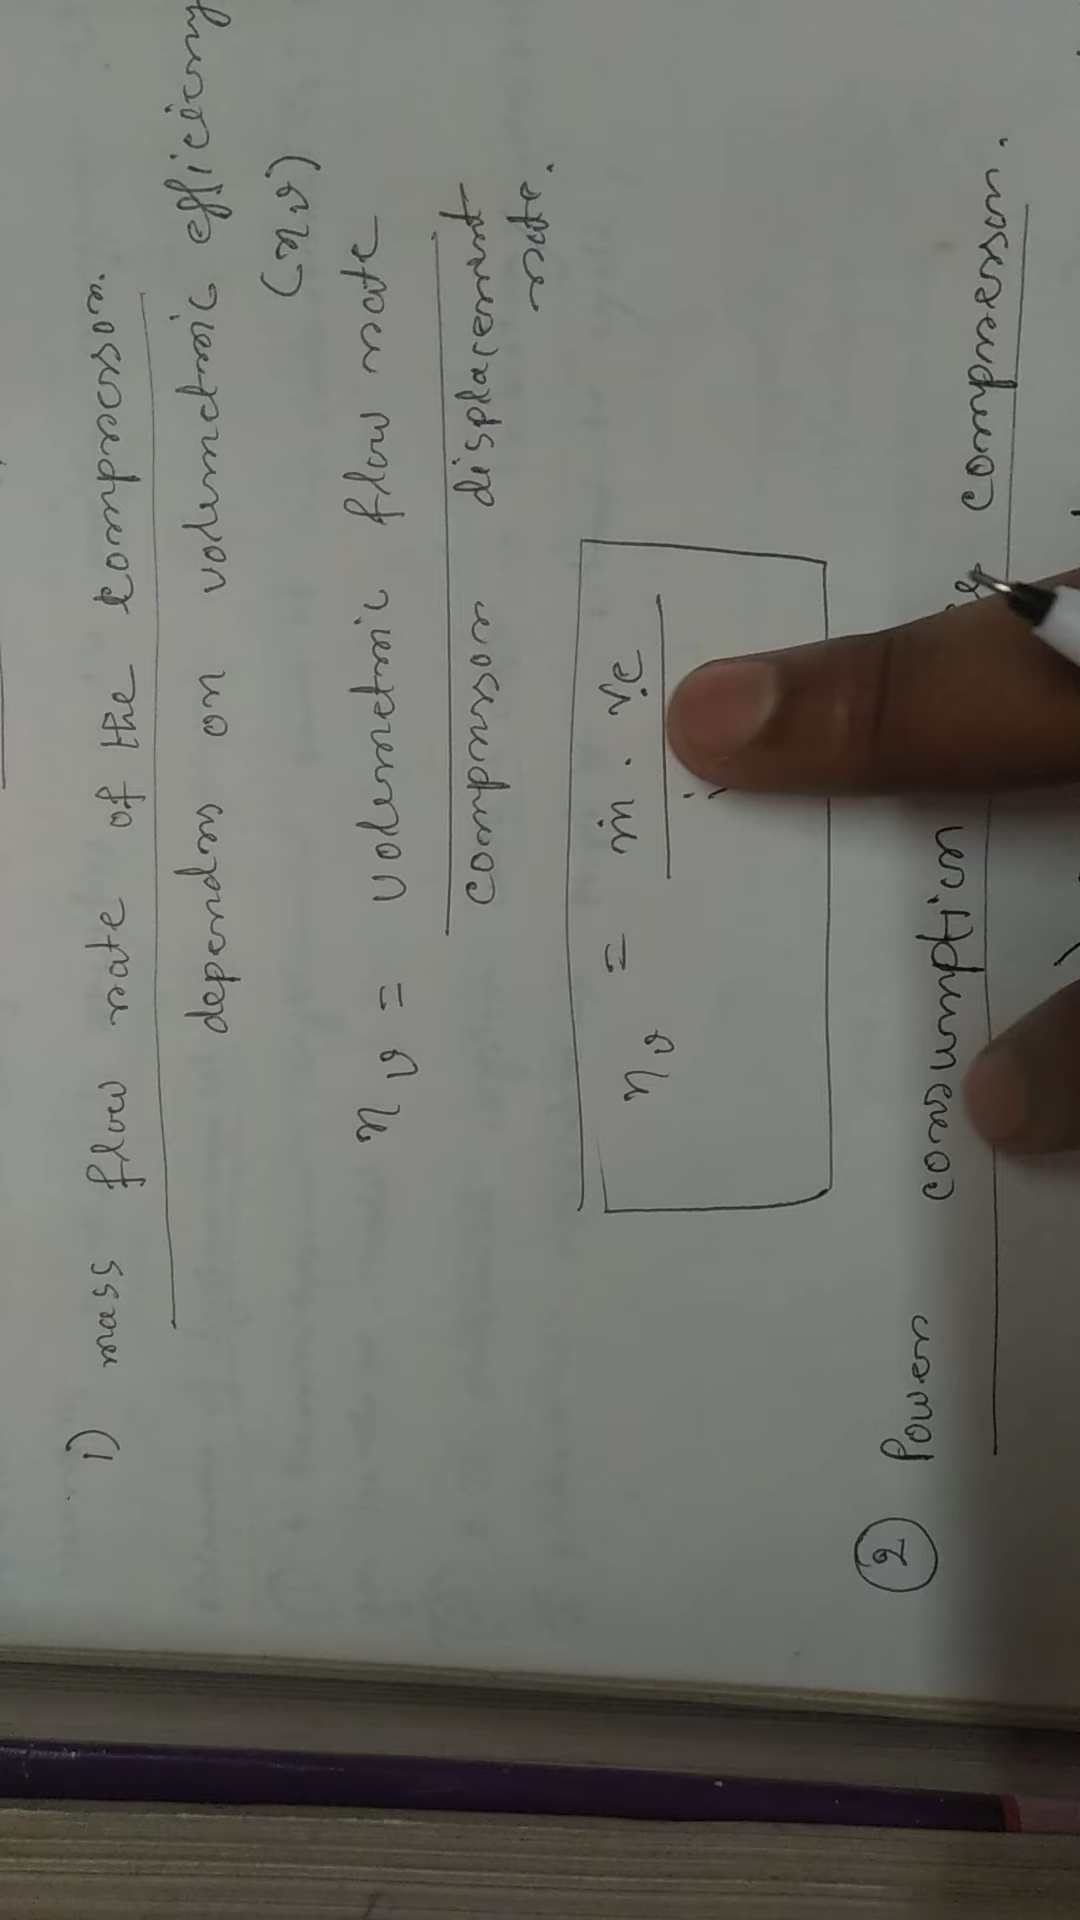 1) mass flow rate of the compressor.
depends on volumetric efficiency
(ηv)
ηv = volumetric flow rate
compressor displacement
rate.
ηv = ṁ . ve
② Power consumption of compressor.